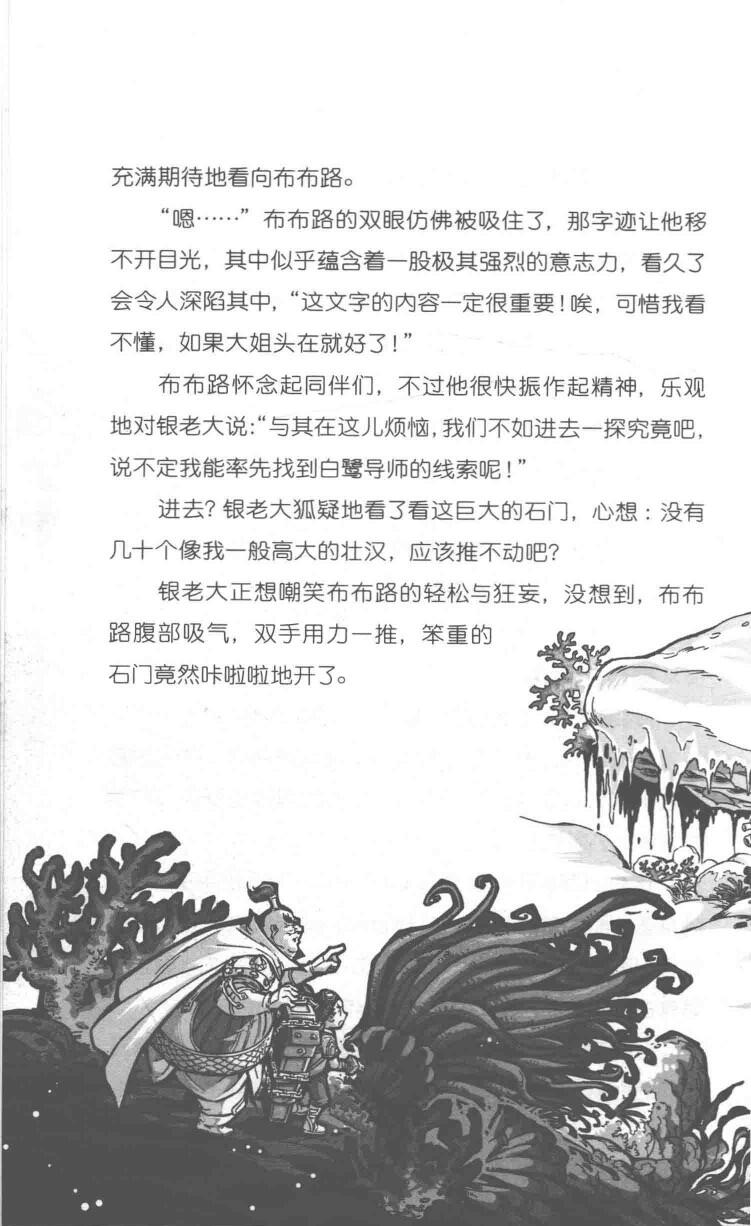 充满期待地看向布布路。
“嗯……”布布路的双眼仿佛被吸住了，那字迹让他移
不开目光，其中似乎蕴含着一股极其强烈的意志力，看久了
会令人深陷其中，“这文字的内容一定很重要！唉，可惜我看
不懂，如果大姐头在就好了！”
布布路怀念起同伴们，不过他很快振作起精神，乐观
地对银老大说：“与其在这儿烦恼，我们不如进去一探究竟吧，
说不定我能率先找到白鹭导师的线索呢！”
进去？银老大狐疑地看了看这巨大的石门，心想：没有
几十个像我一般高大的壮汉，应该推不动吧？
银老大正想嘲笑布布路的轻松与狂妄，没想到，布布
路腹部吸气，双手用力一推，笨重的
石门竟然咔啦啦地开了。